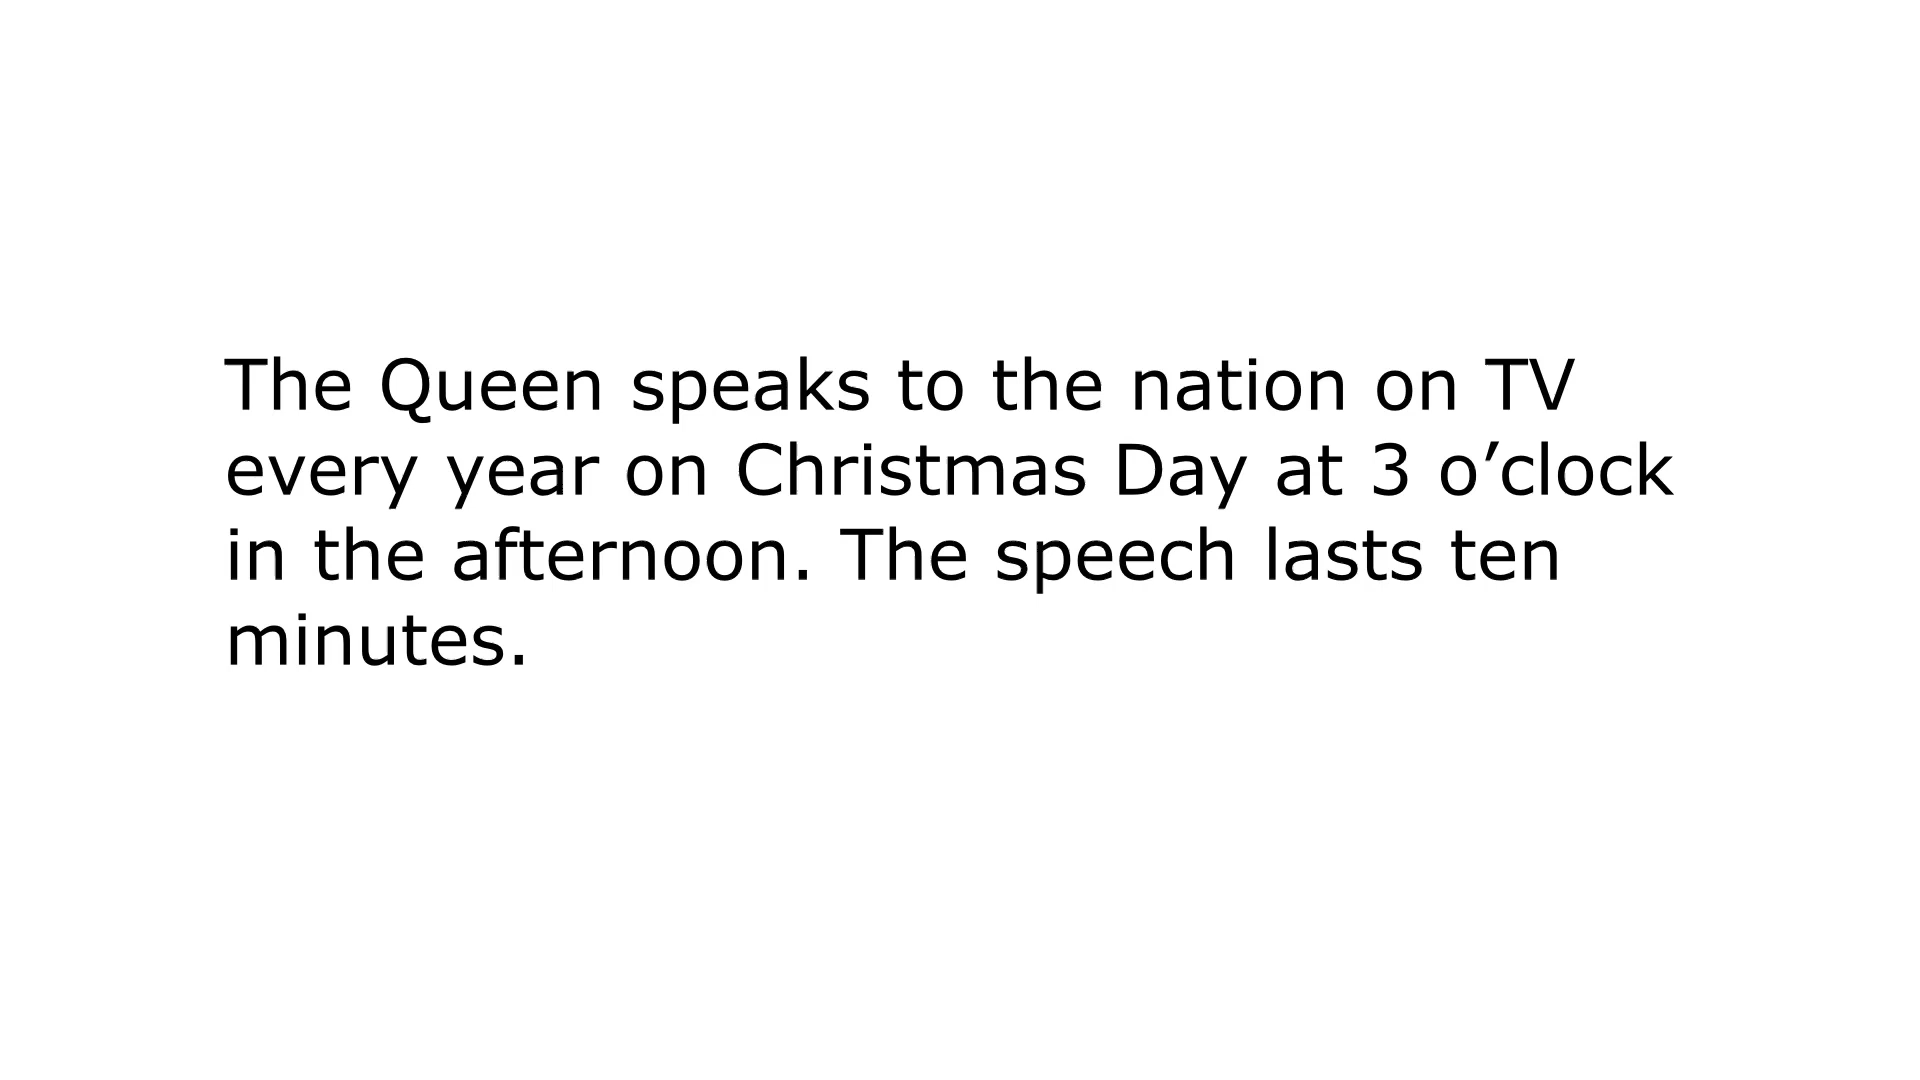 The Queen speaks to the nation on TV
every year on Christmas Day at 3 o’clock
in the afternoon. The speech lasts ten
minutes.